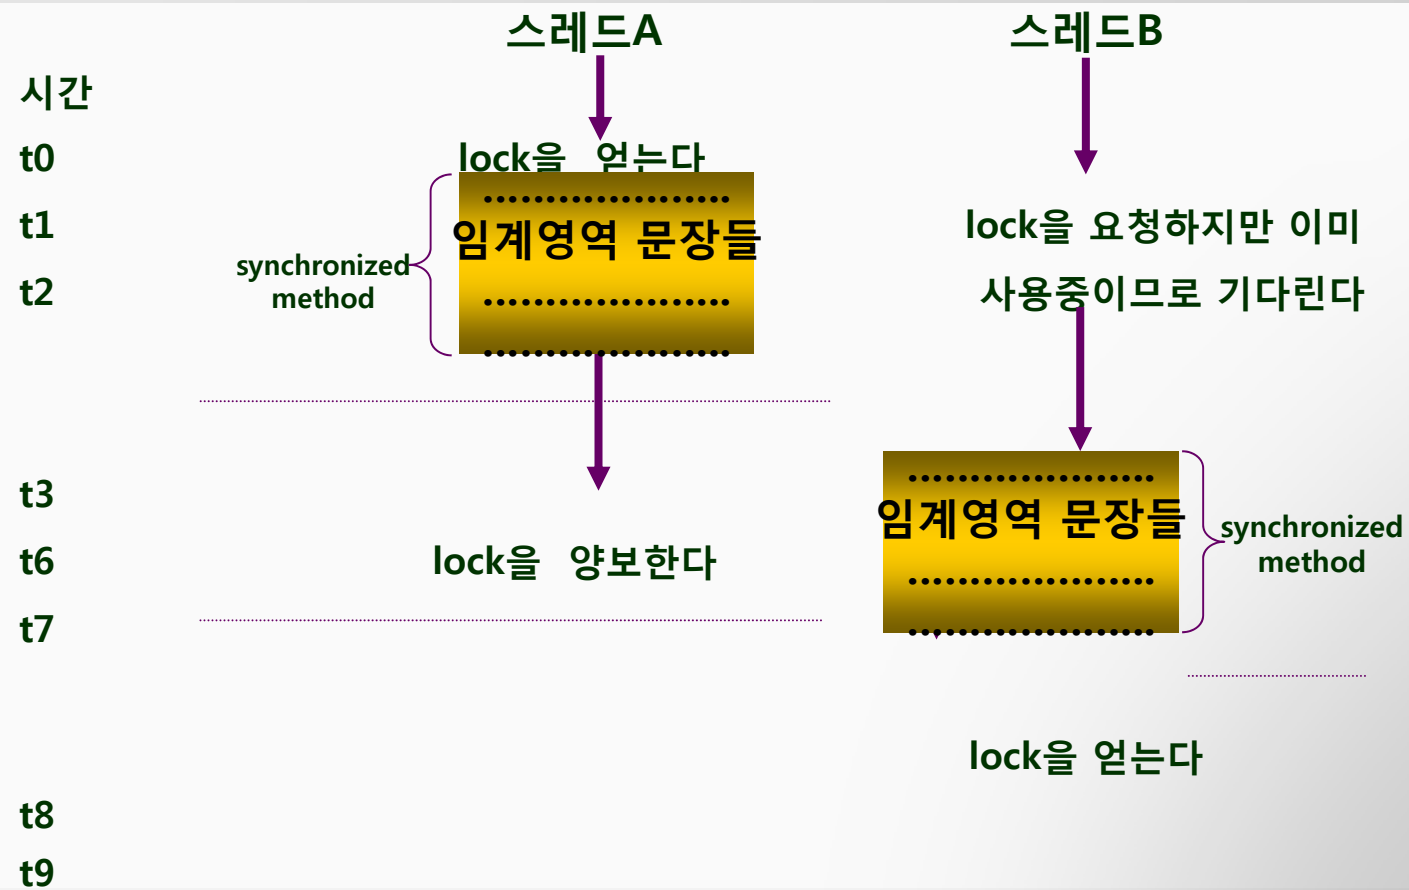 스레드A
스레드B
시간
t0
lock을 얻는다
t1
임계영역 문장들
lock을 요청하지만 이미
synchronized
method
t2
사용중이므로 기다린다
t3
임계영역 문장들
synchronized
method
t6
lock을 양보한다
t7
lock을 얻는다
t8
t9